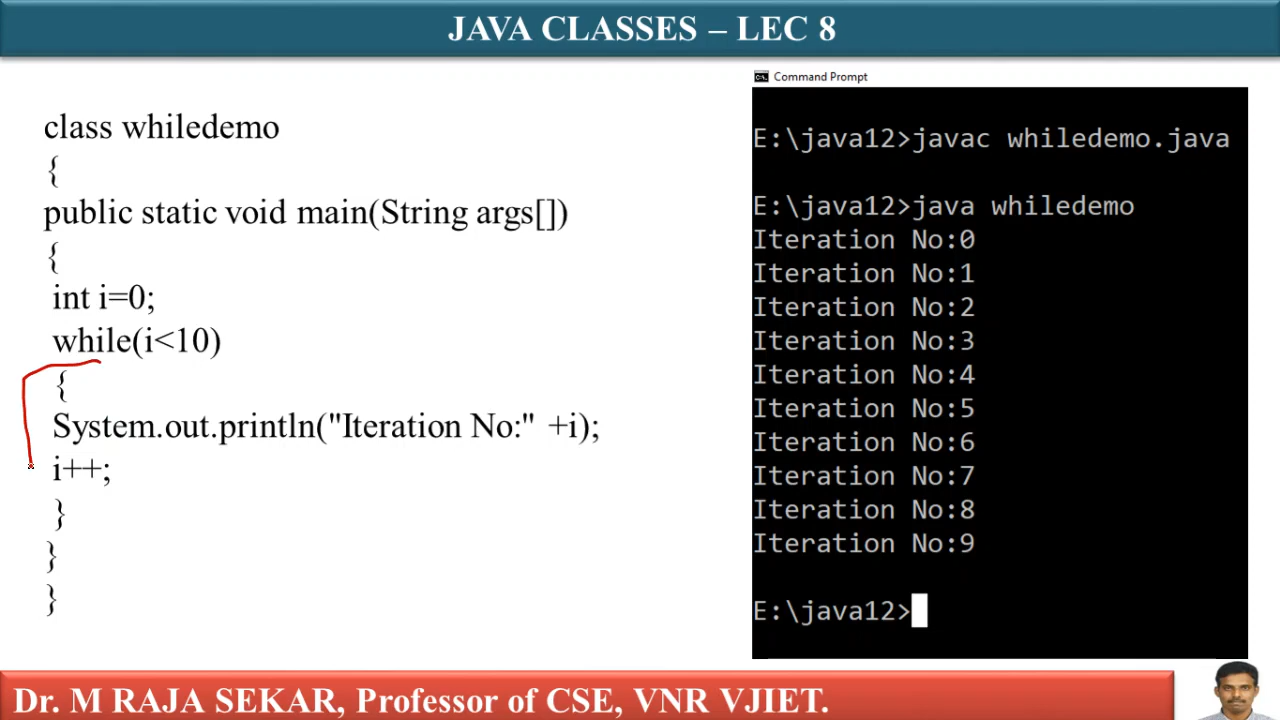 JAVA CLASSES – LEC 8
class whiledemo
{
public static void main(String args[])
{
int i=0;
while(i<10)
{
System.out.println("Iteration No:" +i);
i++;
}
}
}
Command Prompt
E:\java12>javac whiledemo.java
E:\java12>java whiledemo
Iteration No:0
Iteration No:1
Iteration No:2
Iteration No:3
Iteration No:4
Iteration No:5
Iteration No:6
Iteration No:7
Iteration No:8
Iteration No:9
E:\java12>
Dr. M RAJA SEKAR, Professor of CSE, VNR VJIET.